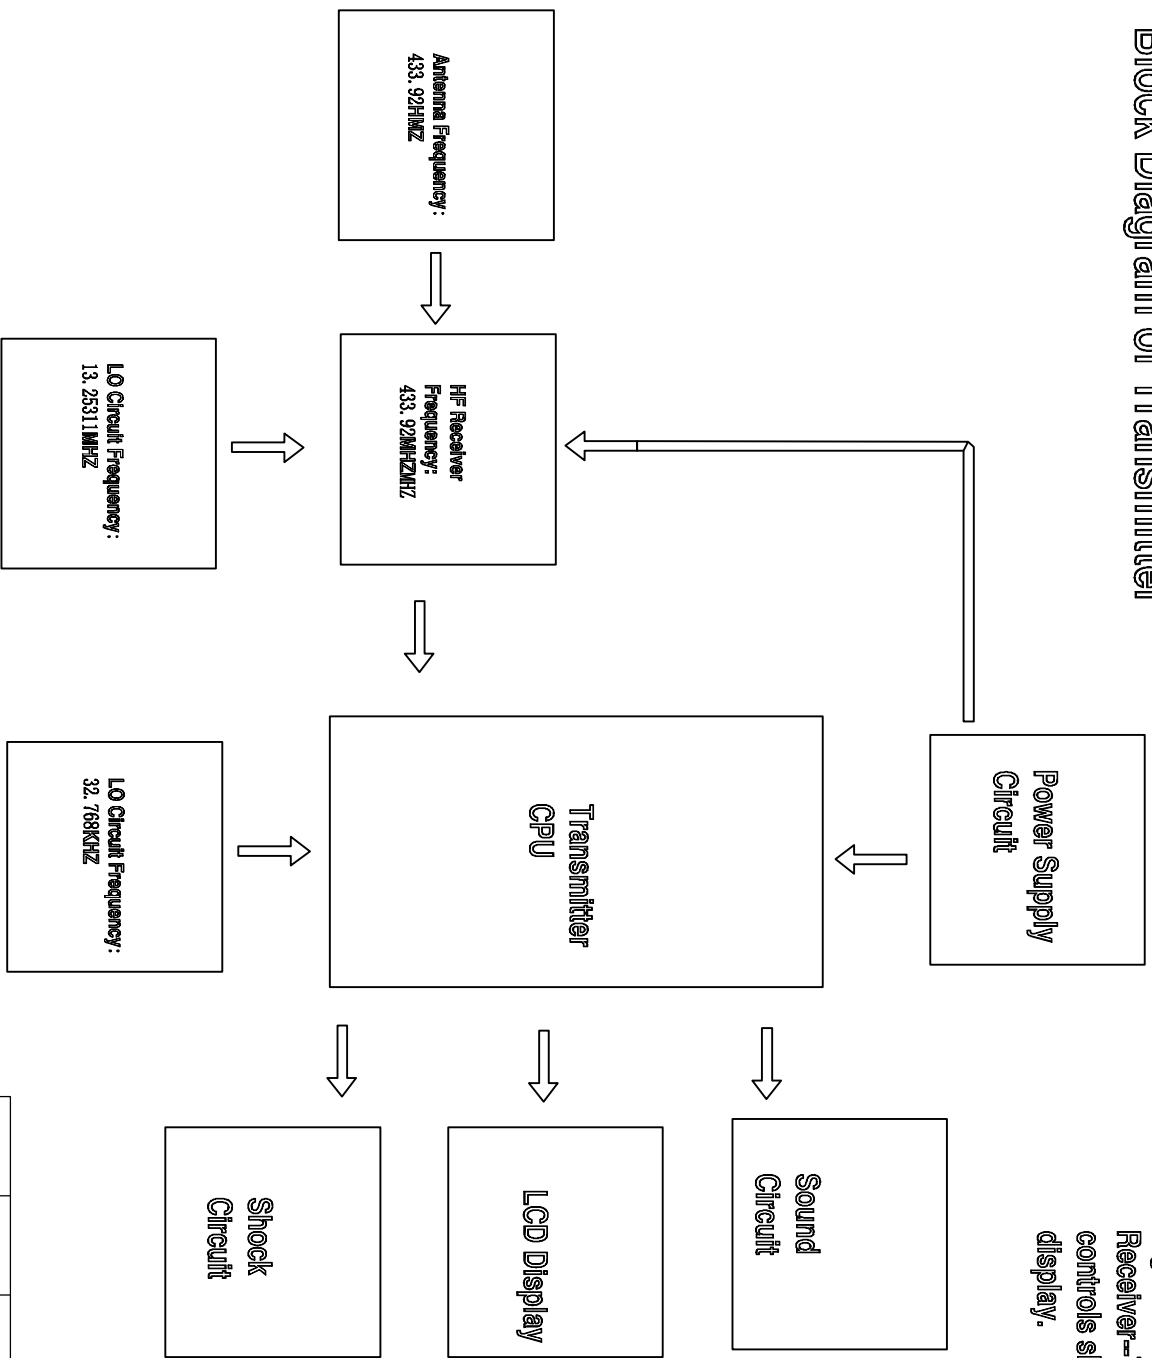 Block Diagram of Transmitter
Receiver--
controls
display.
Antenna Frequency:
433.92HMZ
HF Receiver
Frequency:
433.92MHZMHZ
LO Circuit Frequency:
13.25311MHZ
Power Supply
Circuit
Transmitter
CPU
LO Circuit Frequency:
32.768KHZ
Sound
Circuit
LCD Display
Shock
Circuit